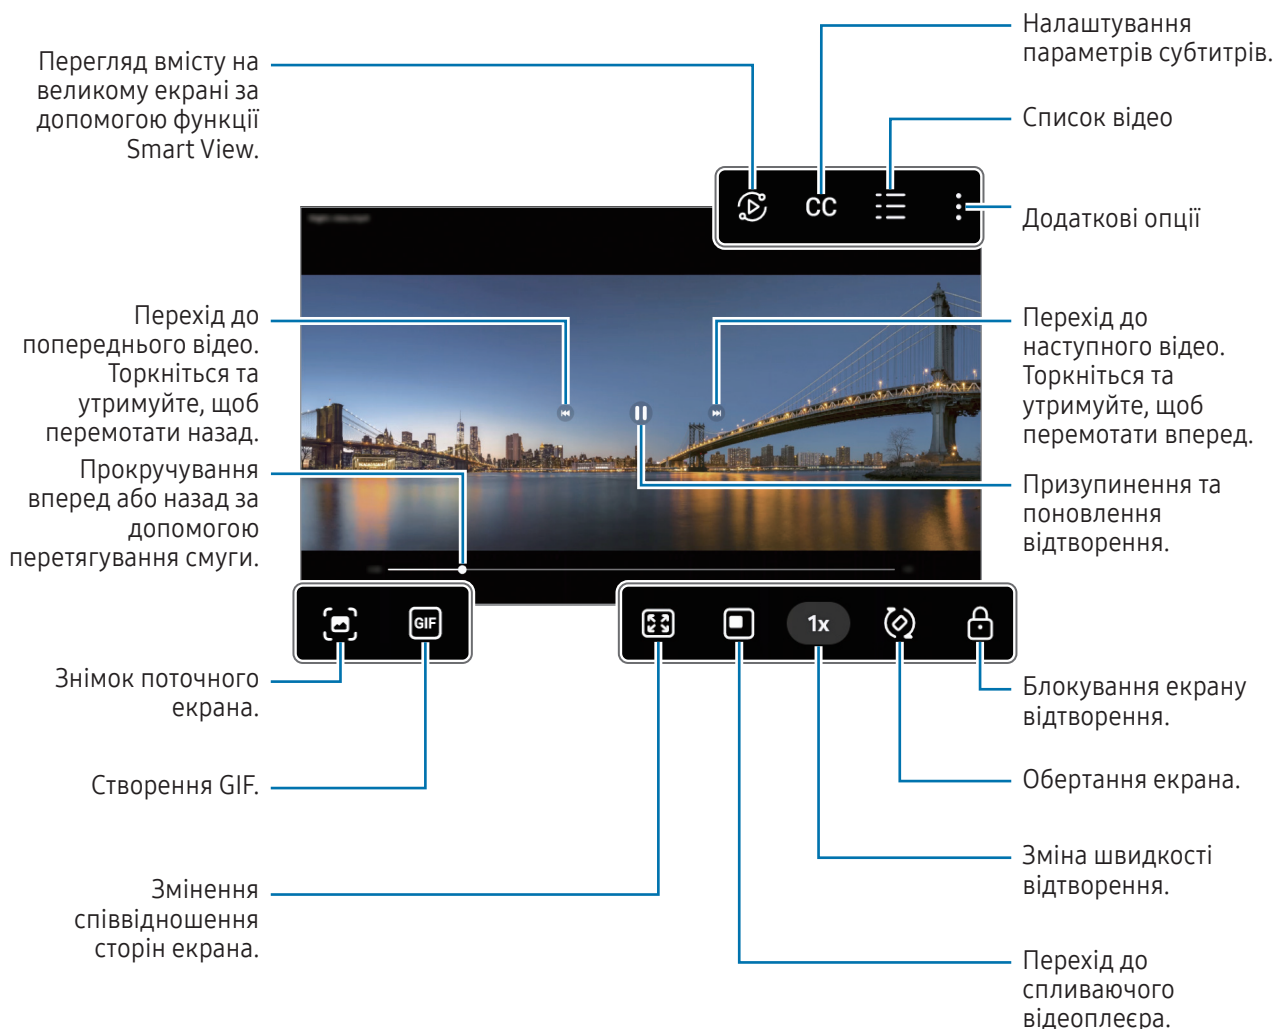 Налаштування
параметрів субтитрів.
Перегляд вмісту на
великому екрані за
допомогою функції
Smart View.
Список відео
CC
Додаткові опції
Перехід до
попереднього відео.
Торкніться та
утримуйте, щоб
перемотати назад.
Перехід до
наступного відео.
Торкніться та
утримуйте, щоб
перемотати вперед.
Прокручування
вперед або назад за
допомогою
перетягування смуги.
Призупинення та
поновлення
відтворення.
GIF
1x
Знімок поточного
екрана.
Блокування екрану
відтворення.
Створення GIF.
Обертання екрана.
Зміна швидкості
відтворення.
Змінення
співвідношення
сторін екрана.
Перехід до
спливаючого
відеоплеєра.